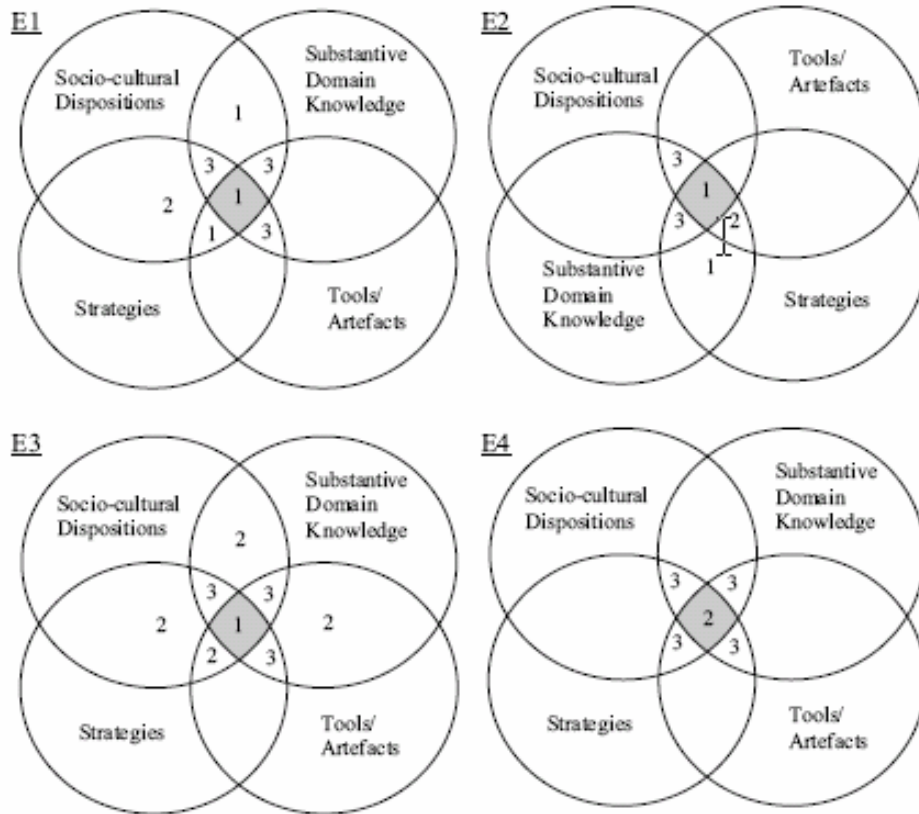 E1
Socio-cultural
Dispositions
Substantive
Domain
Knowledge
1
3
3
1
2
1
3
Strategies
Tools/
Artefacts
E2
Socio-cultural
Dispositions
Tools/
Artefacts
3
1
3
2
1
Substantive
Domain
Knowledge
Strategies
E3
Socio-cultural
Dispositions
Substantive
Domain
Knowledge
2
3
3
2
1
2
2
3
Strategies
Tools/
Artefacts
E4
Socio-cultural
Dispositions
Substantive
Domain
Knowledge
3
3
2
3
3
Strategies
Tools/
Artefacts